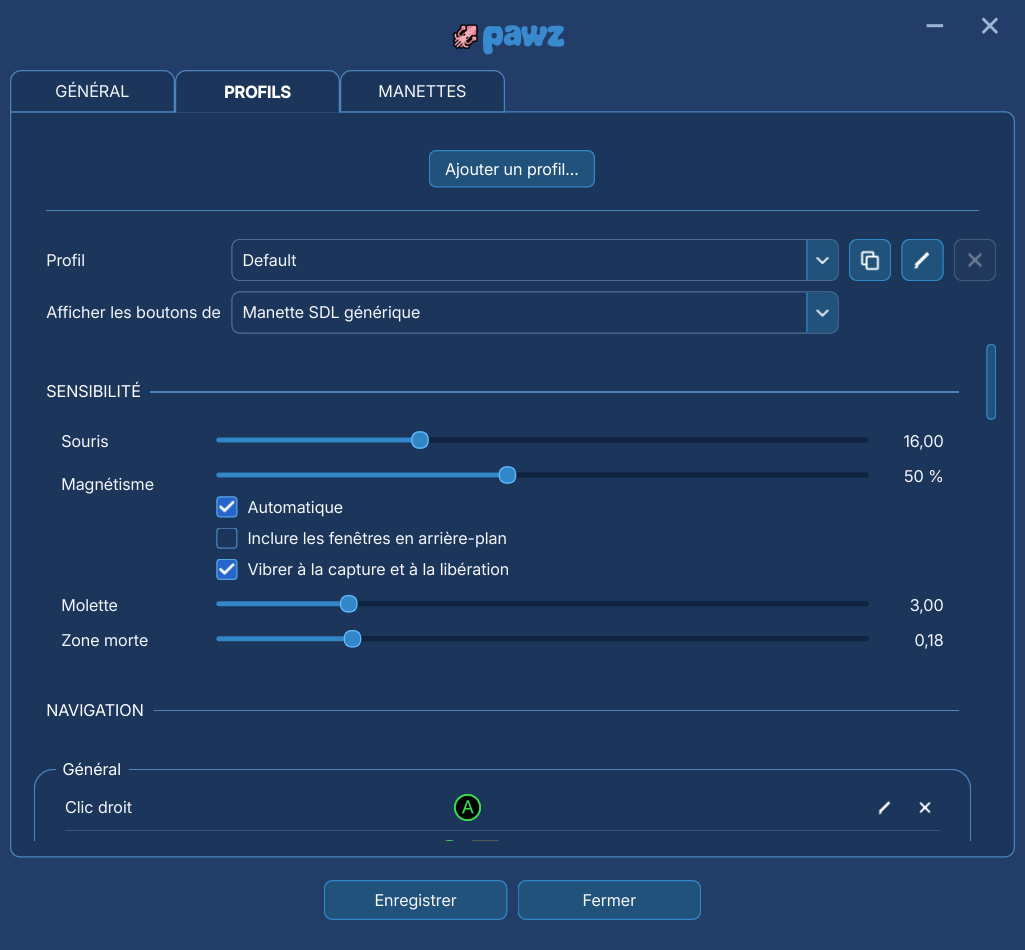 pawz
GÉNÉRAL
PROFILS
MANETTES
Ajouter un profil...
Profil
Default
Afficher les boutons de
Manette SDL générique
SENSIBILITÉ
Souris
16,00
Magnétisme
50 %
Automatique
Inclure les fenêtres en arrière-plan
Vibrer à la capture et à la libération
Molette
3,00
Zone morte
0,18
NAVIGATION
Général
Clic droit
A
Enregistrer
Fermer